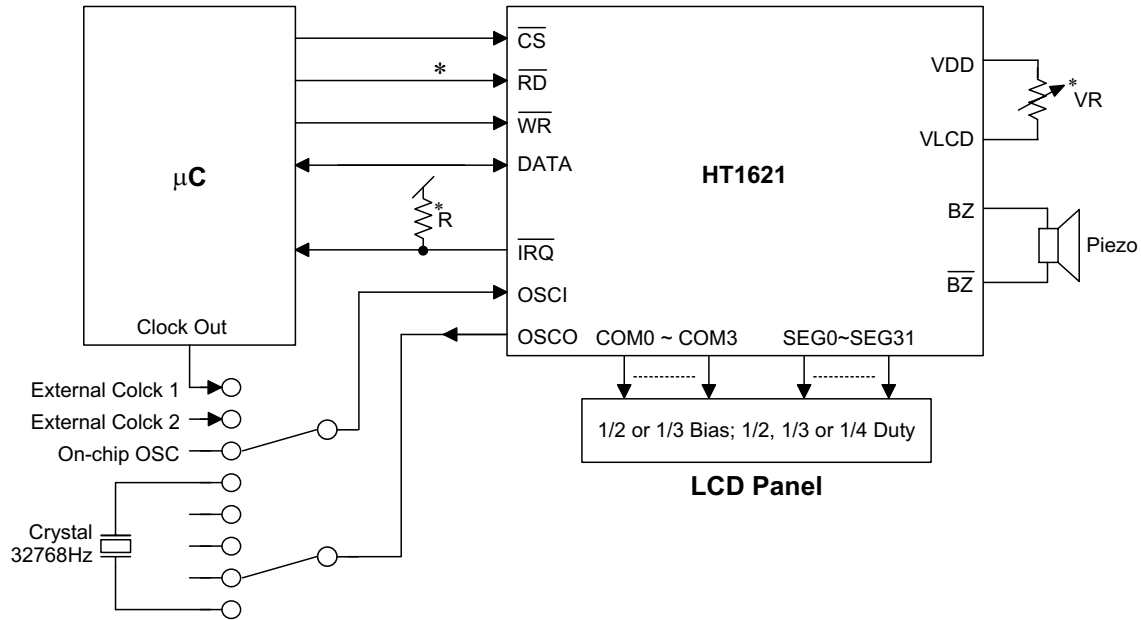 μC
Clock Out
CS
RD
*
WR
DATA
*
R
IRQ
OSCI
OSCO
HT1621
VDD
VLCD
*
VR
BZ
BZ
Piezo
COM0 ~ COM3
SEG0~SEG31
1/2 or 1/3 Bias; 1/2, 1/3 or 1/4 Duty
LCD Panel
External Colck 1
External Colck 2
On-chip OSC
Crystal
32768Hz